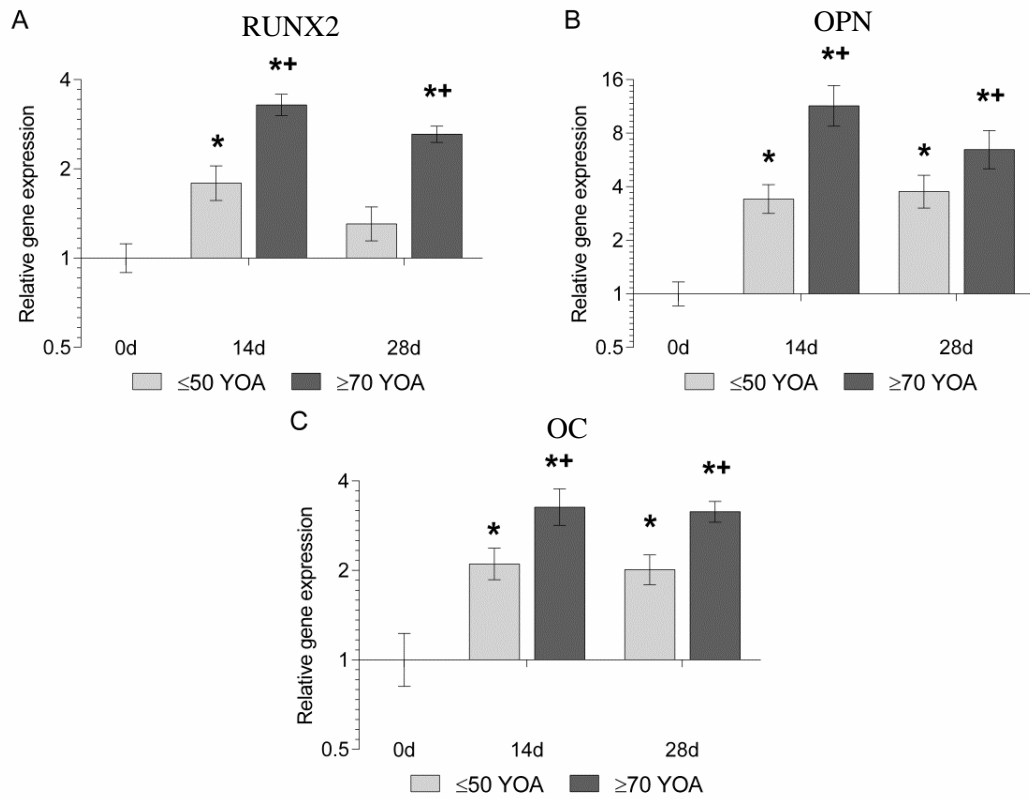 A
RUNX2
*+
*+
*
4
2
1
0.5
Relative gene expression
0d
14d
28d
≤50 YOA
≥70 YOA
B
OPN
*+
*+
*
*
16
8
4
2
1
0.5
Relative gene expression
0d
14d
28d
≤50 YOA
≥70 YOA
C
OC
*+
*+
*
*
4
2
1
0.5
Relative gene expression
0d
14d
28d
≤50 YOA
≥70 YOA